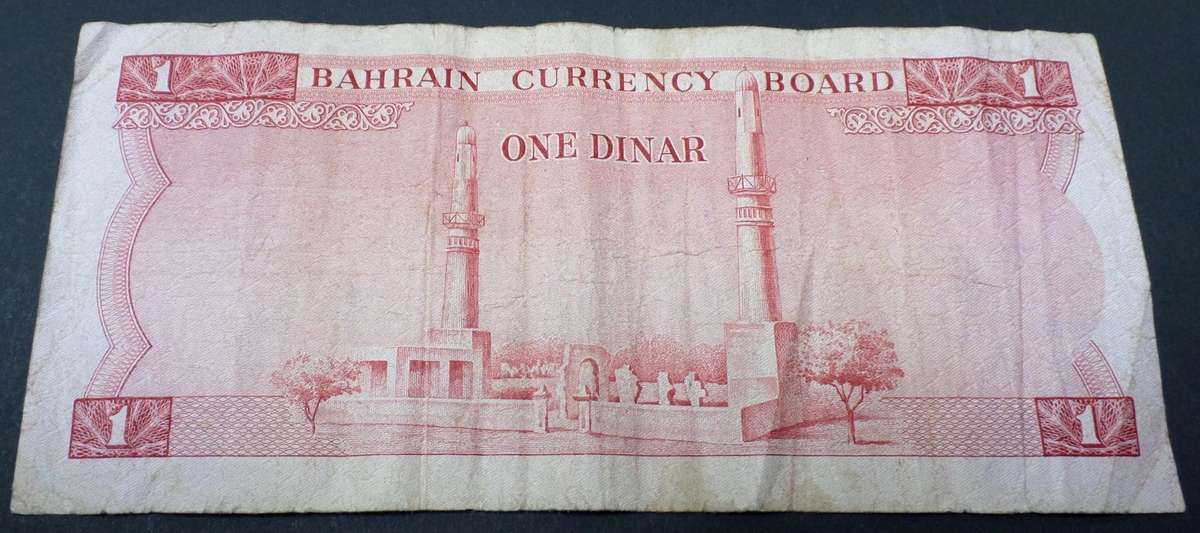 1 BAHRAIN CURRENCY BOARD 1
ONE DINAR
1 1